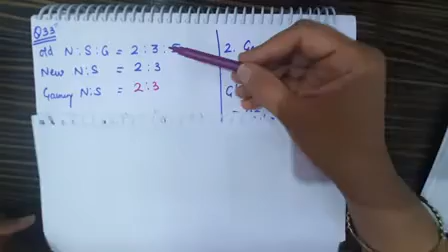 Q33
Old N : S : G = 2 : 3 : 5
New N : S = 2 : 3
Gaining N : S = 2 : 3
2. G
G